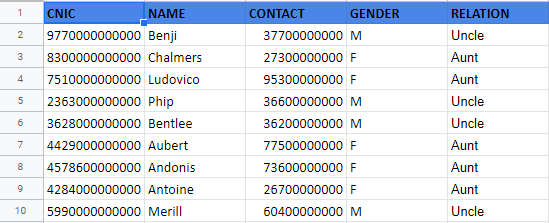 1 CNIC NAME CONTACT GENDER RELATION
2 9770000000000 Benji 37700000000 M Uncle
3 8300000000000 Chalmers 27300000000 F Aunt
4 7510000000000 Ludovico 95300000000 F Aunt
5 2363000000000 Phip 36600000000 M Uncle
6 3628000000000 Bentlee 36200000000 M Uncle
7 4429000000000 Aubert 77500000000 F Aunt
8 4578600000000 Andonis 73600000000 F Aunt
9 4284000000000 Antoine 26700000000 F Aunt
10 5990000000000 Merill 60400000000 M Uncle